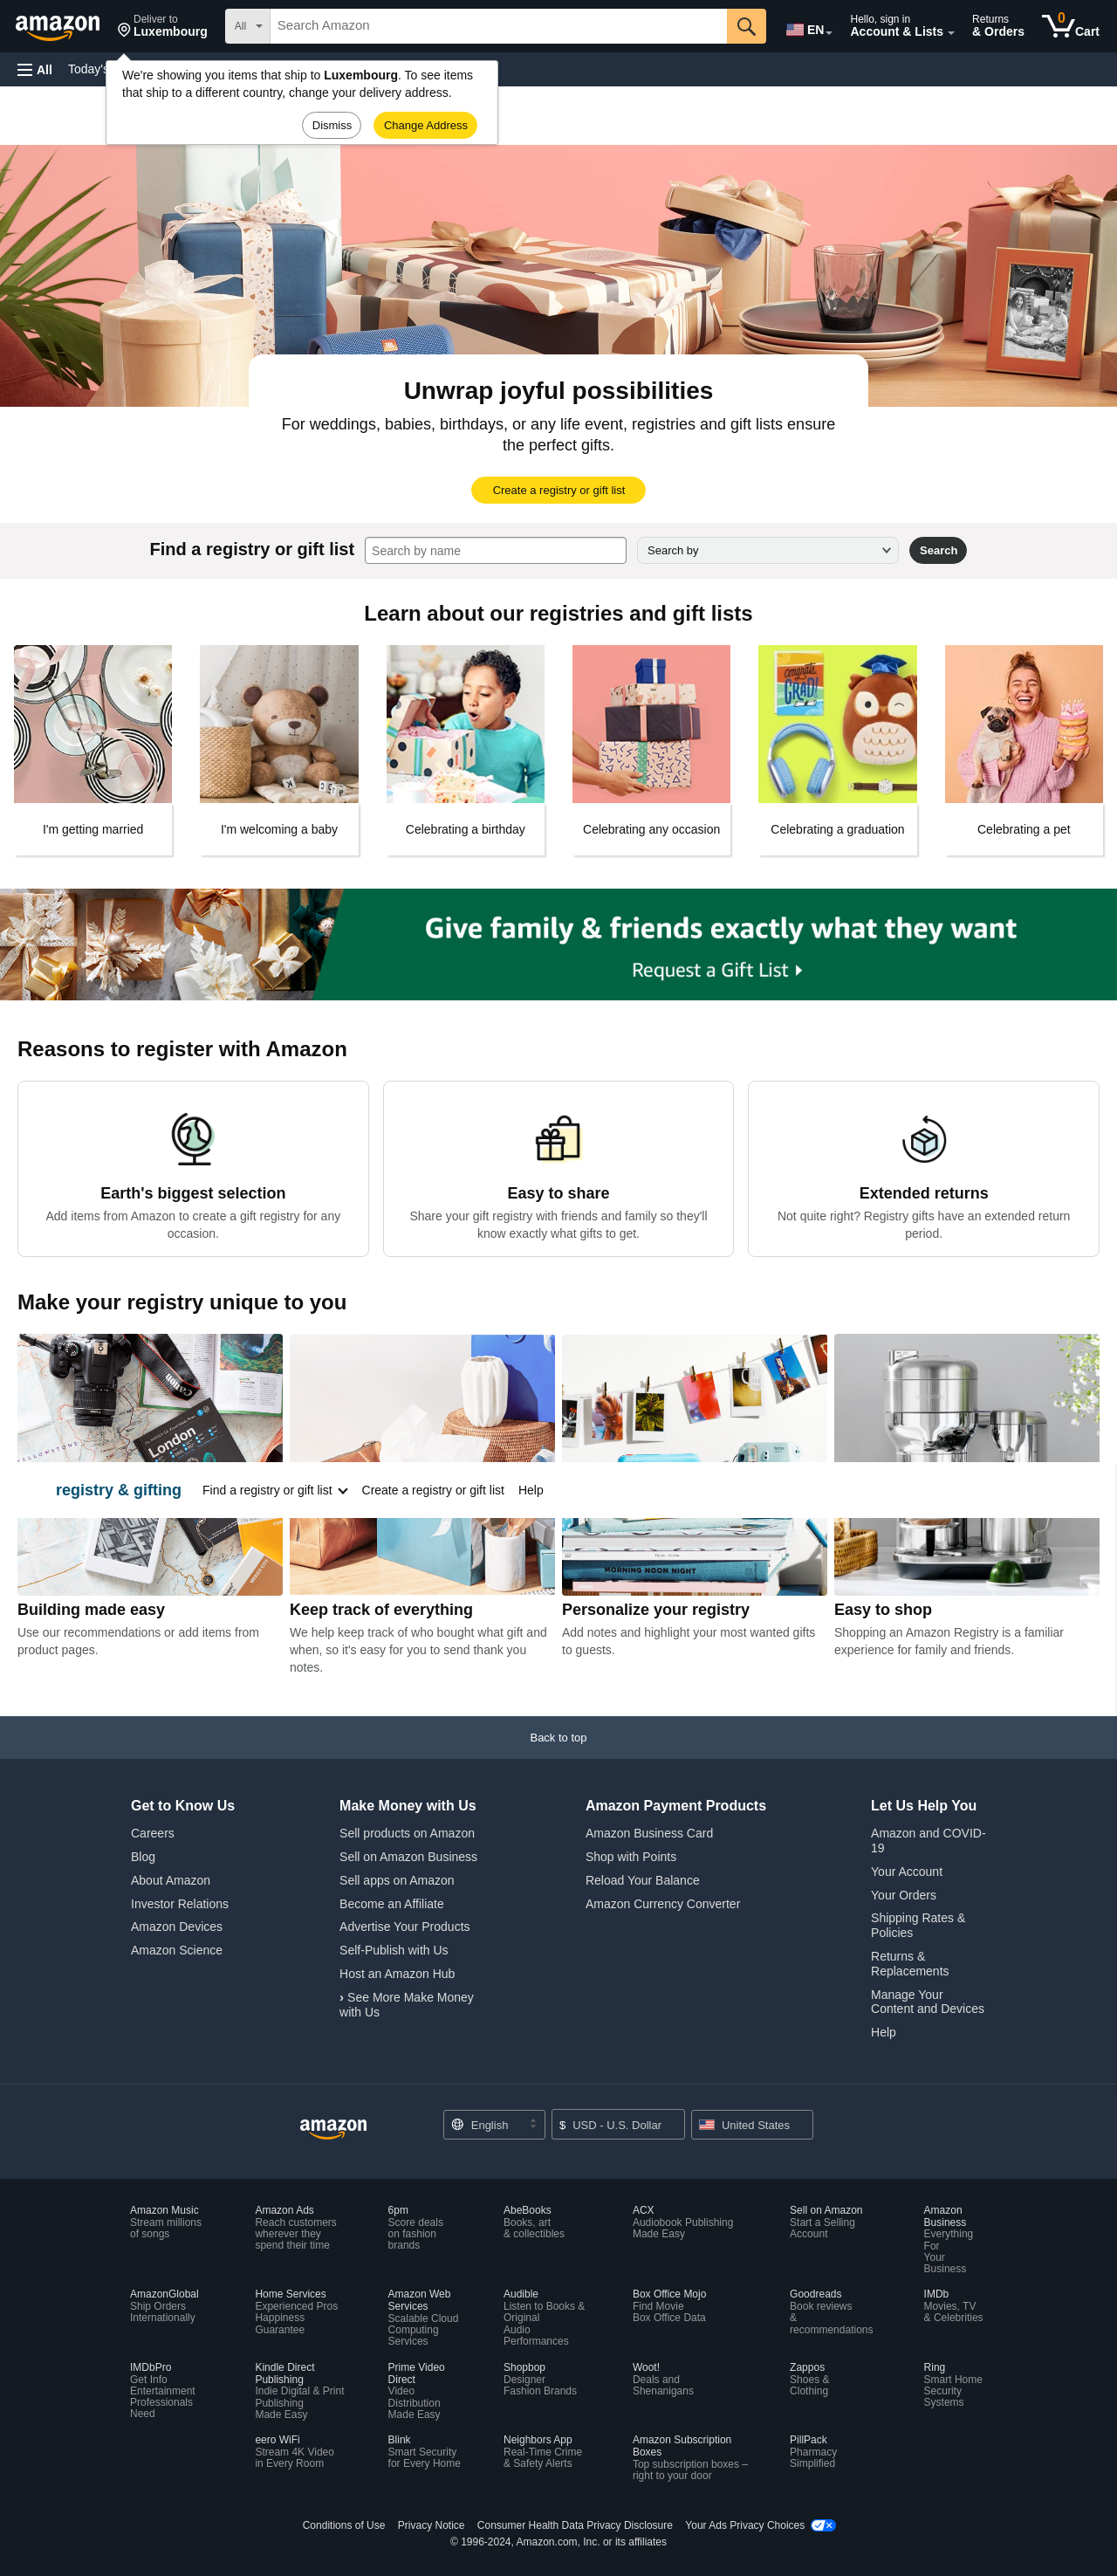 amazon
Deliver to
Luxembourg
All
Search Amazon
EN
Hello, sign in
Account & Lists
Returns
& Orders
0
Cart
All
Today's
We're showing you items that ship to Luxembourg. To see items
that ship to a different country, change your delivery address.
Dismiss
Change Address
Unwrap joyful possibilities
For weddings, babies, birthdays, or any life event, registries and gift lists ensure
the perfect gifts.
Create a registry or gift list
Find a registry or gift list
Search by name
Search by
Search
Learn about our registries and gift lists
congrats
GRAD!
I'm getting married
I'm welcoming a baby
Celebrating a birthday
Celebrating any occasion
Celebrating a graduation
Celebrating a pet
Give family & friends exactly what they want
Request a Gift List
Reasons to register with Amazon
Earth's biggest selection
Add items from Amazon to create a gift registry for any
occasion.
Easy to share
Share your gift registry with friends and family so they'll
know exactly what gifts to get.
Extended returns
Not quite right? Registry gifts have an extended return
period.
Make your registry unique to you
Canon
London
registry & gifting
Find a registry or gift list
Create a registry or gift list
Help
MORNING NOON NIGHT
Building made easy
Use our recommendations or add items from
product pages.
Keep track of everything
We help keep track of who bought what gift and
when, so it's easy for you to send thank you
notes.
Personalize your registry
Add notes and highlight your most wanted gifts
to guests.
Easy to shop
Shopping an Amazon Registry is a familiar
experience for family and friends.
Back to top
Get to Know Us
Careers
Blog
About Amazon
Investor Relations
Amazon Devices
Amazon Science
Make Money with Us
Sell products on Amazon
Sell on Amazon Business
Sell apps on Amazon
Become an Affiliate
Advertise Your Products
Self-Publish with Us
Host an Amazon Hub
› See More Make Money
with Us
Amazon Payment Products
Amazon Business Card
Shop with Points
Reload Your Balance
Amazon Currency Converter
Let Us Help You
Amazon and COVID-
19
Your Account
Your Orders
Shipping Rates &
Policies
Returns &
Replacements
Manage Your
Content and Devices
Help
amazon
English
$ USD - U.S. Dollar
United States
Amazon Music
Stream millions
of songs
Amazon Ads
Reach customers
wherever they
spend their time
6pm
Score deals
on fashion
brands
AbeBooks
Books, art
& collectibles
ACX
Audiobook Publishing
Made Easy
Sell on Amazon
Start a Selling
Account
Amazon
Business
Everything
For
Your
Business
AmazonGlobal
Ship Orders
Internationally
Home Services
Experienced Pros
Happiness
Guarantee
Amazon Web
Services
Scalable Cloud
Computing
Services
Audible
Listen to Books &
Original
Audio
Performances
Box Office Mojo
Find Movie
Box Office Data
Goodreads
Book reviews
&
recommendations
IMDb
Movies, TV
& Celebrities
IMDbPro
Get Info
Entertainment
Professionals
Need
Kindle Direct
Publishing
Indie Digital & Print
Publishing
Made Easy
Prime Video
Direct
Video
Distribution
Made Easy
Shopbop
Designer
Fashion Brands
Woot!
Deals and
Shenanigans
Zappos
Shoes &
Clothing
Ring
Smart Home
Security
Systems
eero WiFi
Stream 4K Video
in Every Room
Blink
Smart Security
for Every Home
Neighbors App
Real-Time Crime
& Safety Alerts
Amazon Subscription
Boxes
Top subscription boxes –
right to your door
PillPack
Pharmacy
Simplified
Conditions of Use
Privacy Notice
Consumer Health Data Privacy Disclosure
Your Ads Privacy Choices
© 1996-2024, Amazon.com, Inc. or its affiliates